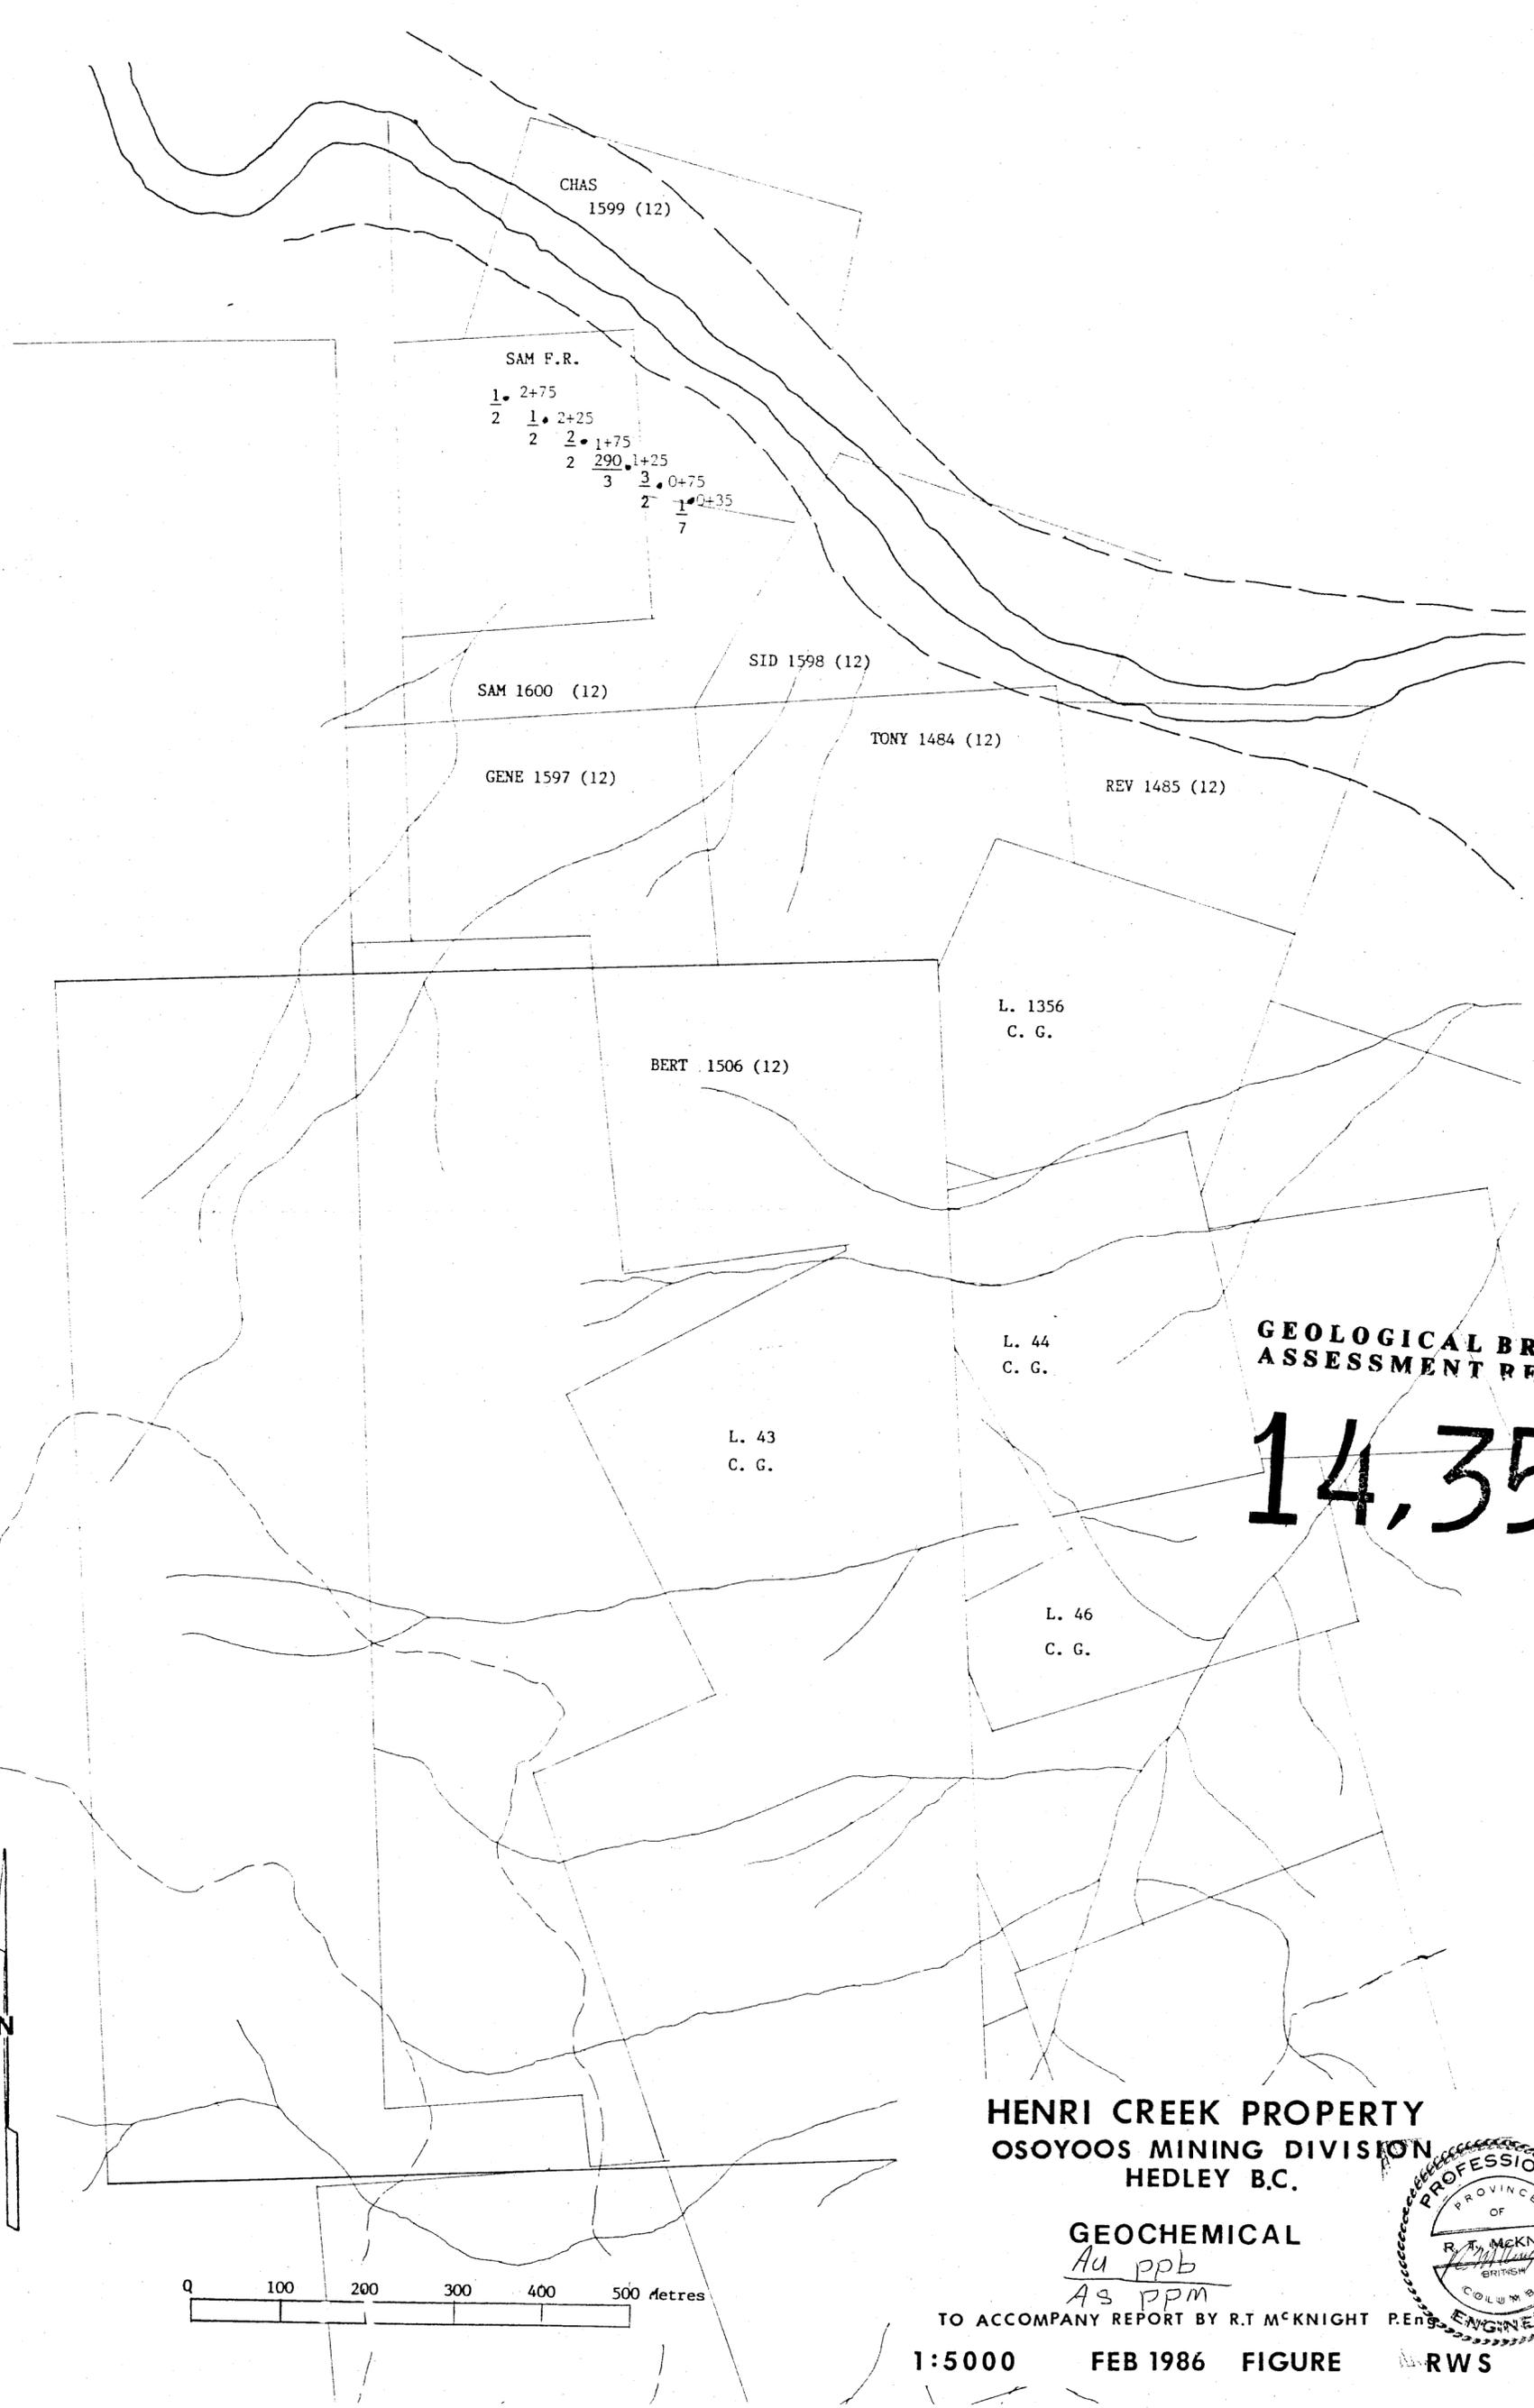 CHAS
1599 (12)
SAM F.R.
1 2+75
2
1 2+25
2
2 1+75
2
290 1+25
3
3 0+75
2
1 0+35
7
SID 1598 (12)
SAM 1600 (12)
TONY 1484 (12)
GENE 1597 (12)
REV 1485 (12)
L. 1356
C. G.
BERT 1506 (12)
L. 44
C. G.
GEOLOGICAL BR
ASSESSMENT RE
14,35
L. 43
C. G.
L. 46
C. G.
N
HENRI CREEK PROPERTY
OSOYOOS MINING DIVISION
HEDLEY B.C.
GEOCHEMICAL
Au ppb
As ppm
TO ACCOMPANY REPORT BY R.T McKNIGHT P.Eng
1:5000 FEB 1986 FIGURE RWS
0 100 200 300 400 500 Metres
PROFESSIO
PROVINCE
OF
R. T. McKN
BRITISH
COLUMB
ENGINE